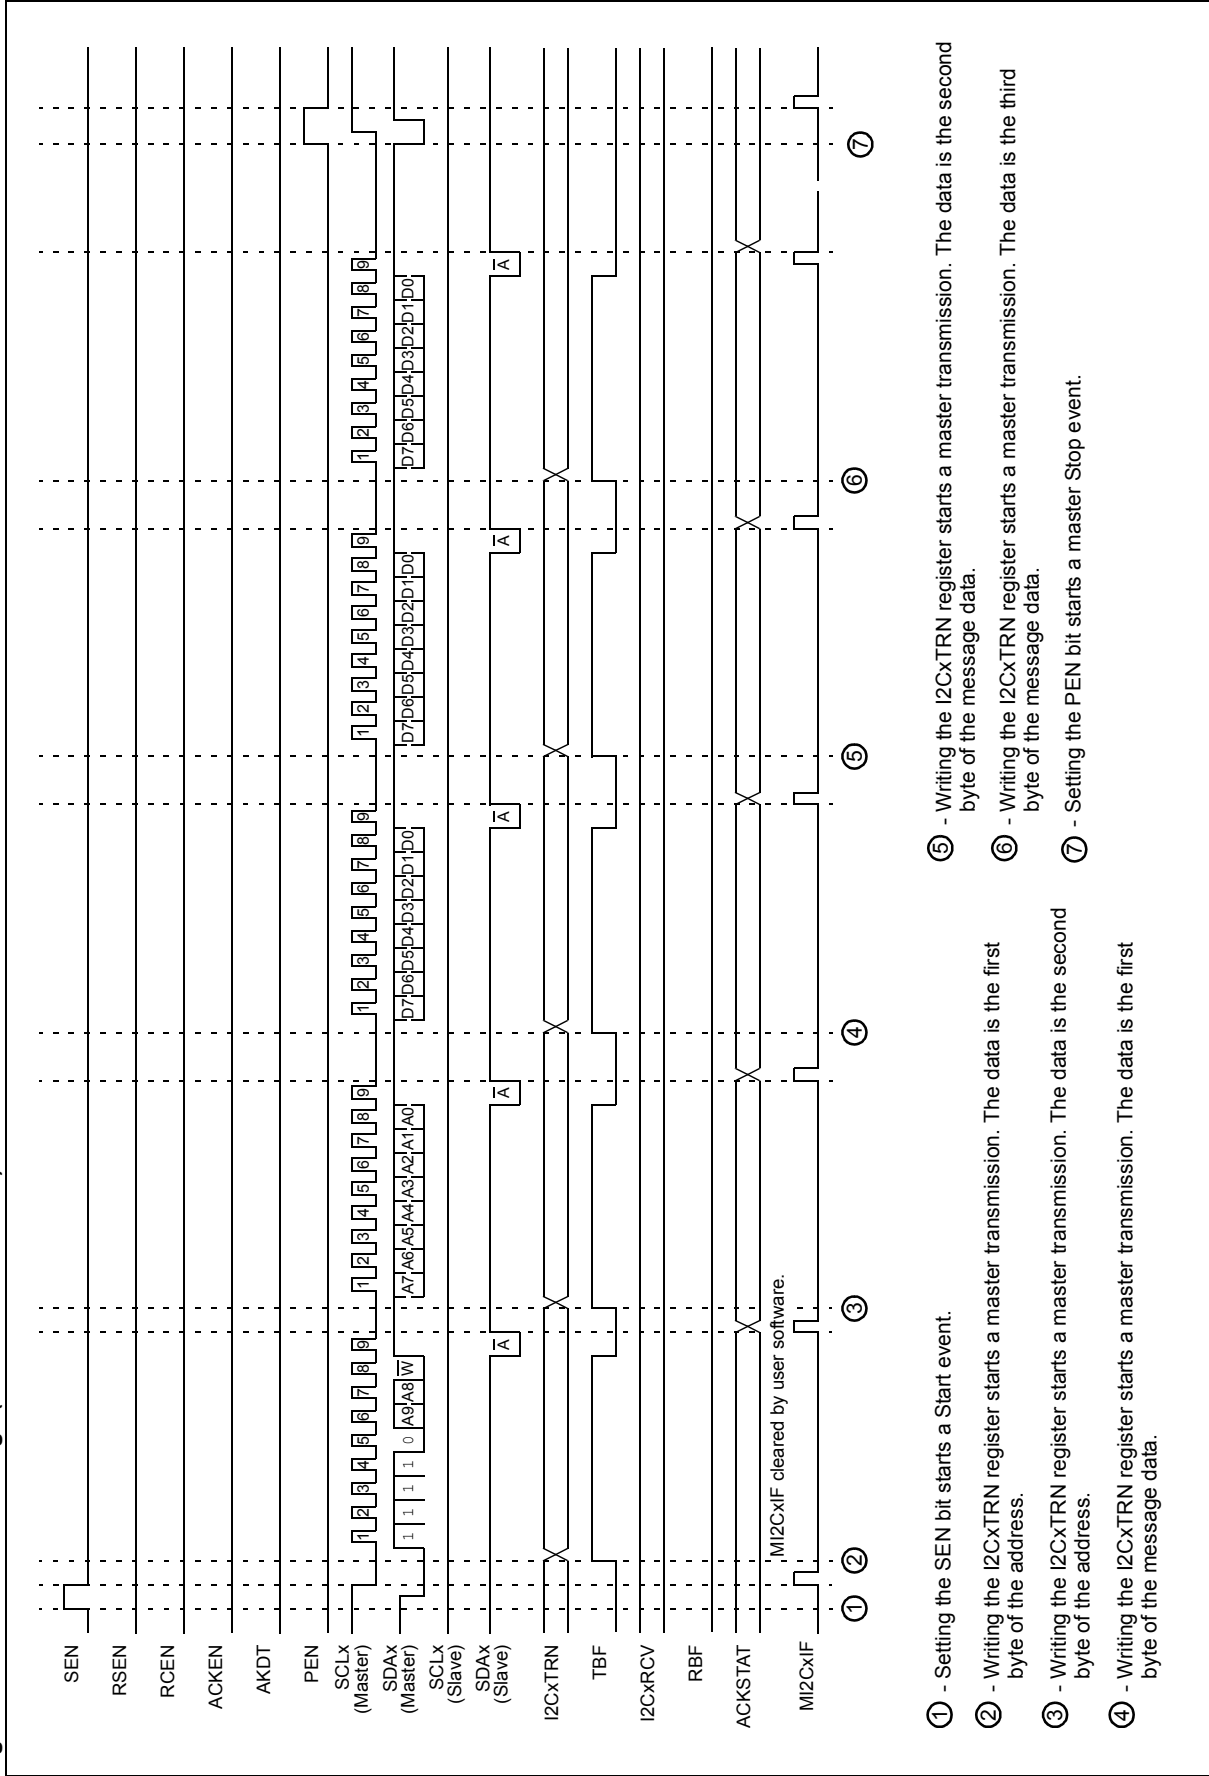 SEN
RSEN
RCEN
ACKEN
AKDT
PEN
SCLx
(Master)
1 2 3 4 5 6 7 8 9 1 2 3 4 5 6 7 8 9 1 2 3 4 5 6 7 8 9 1 2 3 4 5 6 7 8 9 1 2 3 4 5 6 7 8 9
SDAx
(Master)
1 1 1 1 0 A9 A8 W̅ A7 A6 A5 A4 A3 A2 A1 A0 D7 D6 D5 D4 D3 D2 D1 D0 D7 D6 D5 D4 D3 D2 D1 D0 D7 D6 D5 D4 D3 D2 D1 D0
SCLx
(Slave)
SDAx
(Slave)
A̅ A̅ A̅ A̅ A̅
I2CxTRN
TBF
I2CxRCV
RBF
ACKSTAT
MI2CxIF cleared by user software.
MI2CxIF
① ② ③ ④ ⑤ ⑥ ⑦
① - Setting the SEN bit starts a Start event.
② - Writing the I2CxTRN register starts a master transmission. The data is the first
byte of the address.
③ - Writing the I2CxTRN register starts a master transmission. The data is the second
byte of the address.
④ - Writing the I2CxTRN register starts a master transmission. The data is the first
byte of the message data.
⑤ - Writing the I2CxTRN register starts a master transmission. The data is the second
byte of the message data.
⑥ - Writing the I2CxTRN register starts a master transmission. The data is the third
byte of the message data.
⑦ - Setting the PEN bit starts a master Stop event.